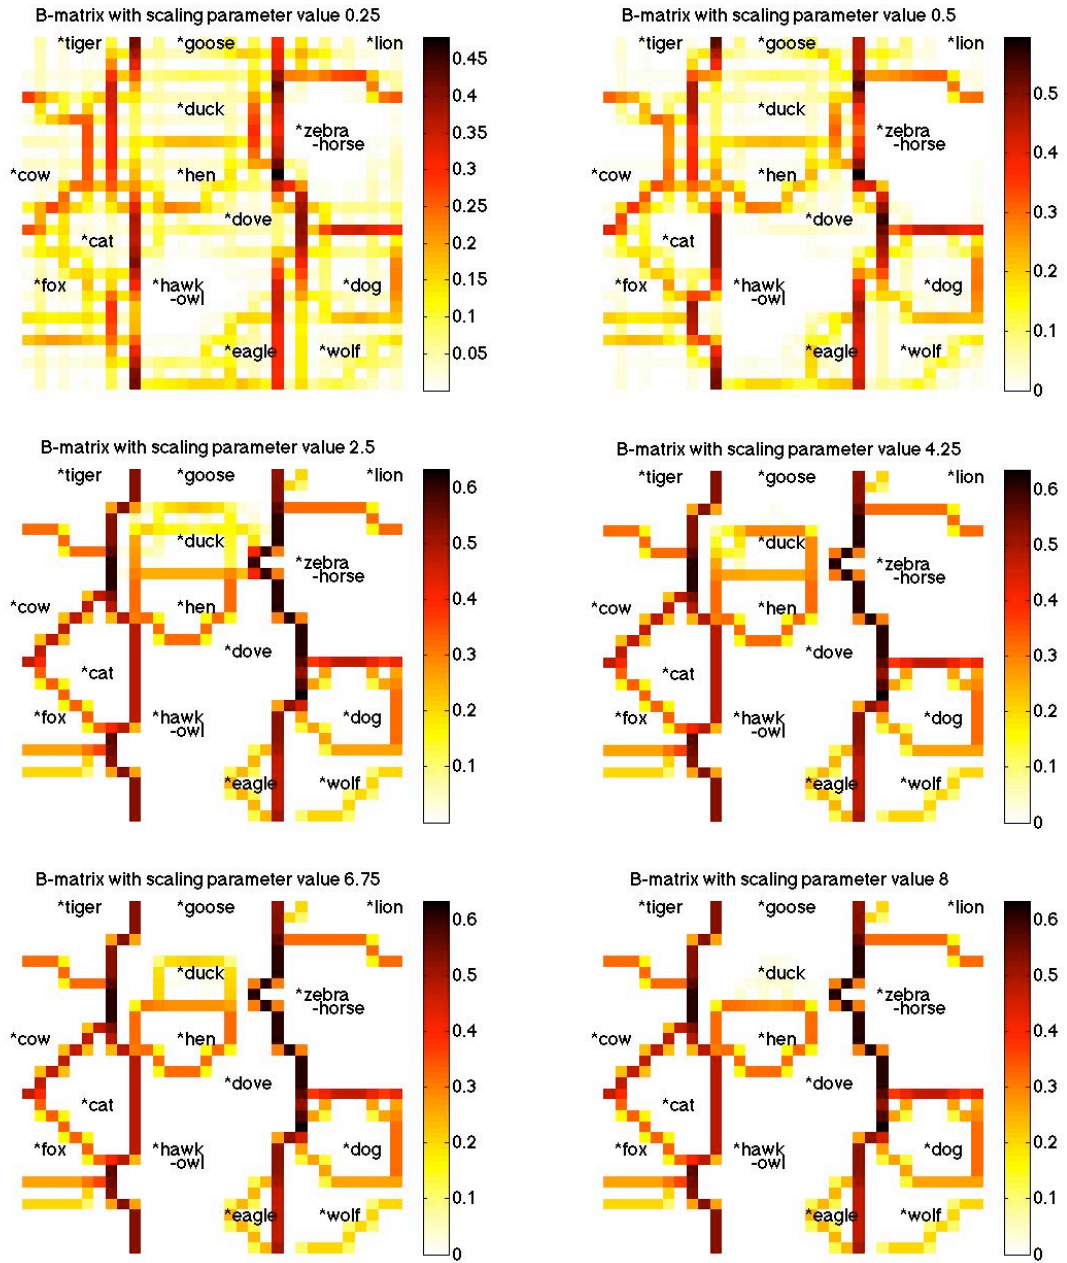 B-matrix with scaling parameter value 0.25
*tiger
*goose
*lion
*duck
*zebra
-horse
*cow
*hen
*dove
*cat
*fox
*hawk
-owl
*dog
*eagle
*wolf
0.45
0.4
0.35
0.3
0.25
0.2
0.15
0.1
0.05
B-matrix with scaling parameter value 0.5
*tiger
*goose
*lion
*duck
*zebra
-horse
*cow
*hen
*dove
*cat
*fox
*hawk
-owl
*dog
*eagle
*wolf
0.5
0.4
0.3
0.2
0.1
0
B-matrix with scaling parameter value 2.5
*tiger
*goose
*lion
*duck
*zebra
-horse
*cow
*hen
*dove
*cat
*fox
*hawk
-owl
*dog
*eagle
*wolf
0.6
0.5
0.4
0.3
0.2
0.1
B-matrix with scaling parameter value 4.25
*tiger
*goose
*lion
*duck
*zebra
-horse
*cow
*hen
*dove
*cat
*fox
*hawk
-owl
*dog
*eagle
*wolf
0.6
0.5
0.4
0.3
0.2
0.1
0
B-matrix with scaling parameter value 6.75
*tiger
*goose
*lion
*duck
*zebra
-horse
*cow
*hen
*dove
*cat
*fox
*hawk
-owl
*dog
*eagle
*wolf
0.6
0.5
0.4
0.3
0.2
0.1
0
B-matrix with scaling parameter value 8
*tiger
*goose
*lion
*duck
*zebra
-horse
*cow
*hen
*dove
*cat
*fox
*hawk
-owl
*dog
*eagle
*wolf
0.6
0.5
0.4
0.3
0.2
0.1
0